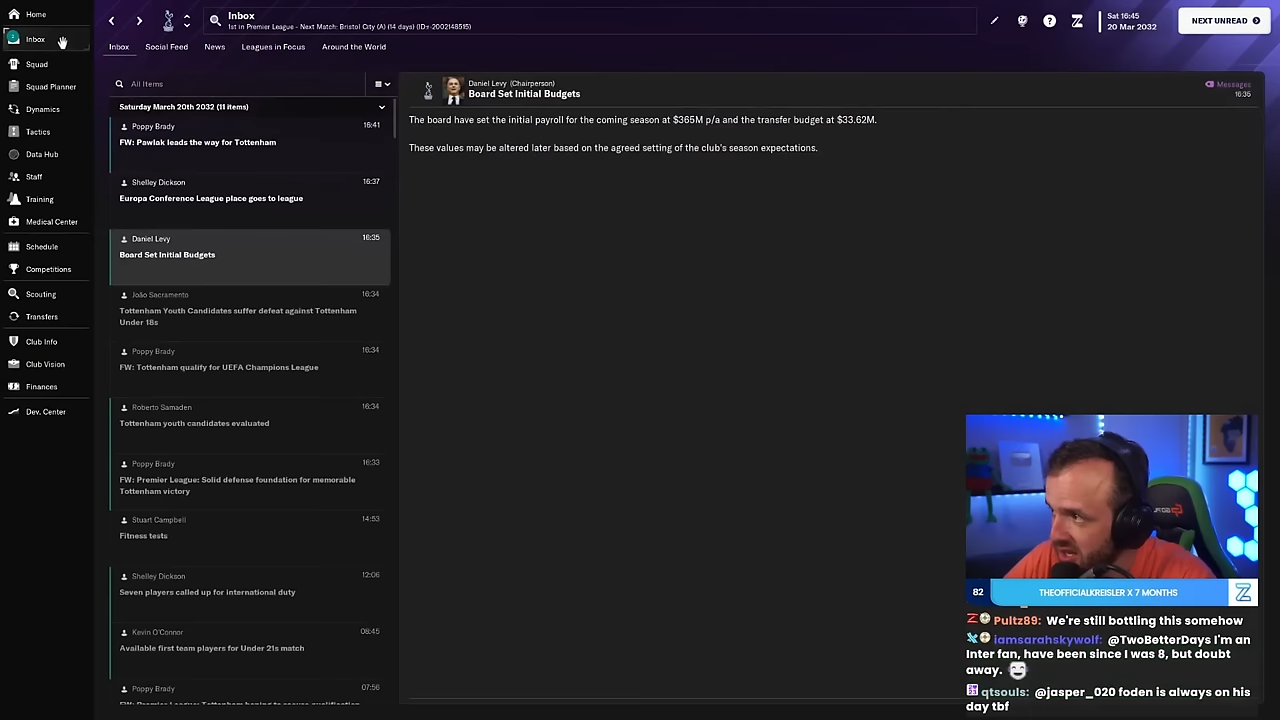 Home
Inbox
Squad
Squad Planner
Dynamics
Tactics
Data Hub
Staff
Training
Medical Center
Schedule
Competitions
Scouting
Transfers
Club Info
Club Vision
Finances
Dev. Center
Inbox
1st in Premier League - Next Match: Bristol City (A) (14 days) (ID: -2002148515)
Sat 16:45
20 Mar 2032
NEXT UNREAD
Inbox
Social Feed
News
Leagues in Focus
Around the World
All Items
Saturday March 20th 2032 (11 items)
Poppy Brady 16:41
FW: Pawlak leads the way for Tottenham
Shelley Dickson 16:37
Europa Conference League place goes to league
Daniel Levy 16:35
Board Set Initial Budgets
João Sacramento 16:34
Tottenham Youth Candidates suffer defeat against Tottenham
Under 18s
Poppy Brady 16:34
FW: Tottenham qualify for UEFA Champions League
Roberto Samaden 16:34
Tottenham youth candidates evaluated
Poppy Brady 16:33
FW: Premier League: Solid defense foundation for memorable
Tottenham victory
Stuart Campbell 14:53
Fitness tests
Shelley Dickson 12:06
Seven players called up for international duty
Kevin O'Connor 08:45
Available first team players for Under 21s match
Poppy Brady 07:56
FW: Premier League: Tottenham hoping to secure qualification
Daniel Levy (Chairperson)
Board Set Initial Budgets
Messages
16:35
The board have set the initial payroll for the coming season at $365M p/a and the transfer budget at $33.62M.
These values may be altered later based on the agreed setting of the club's season expectations.
82 THEOFFICIALKREISLER X 7 MONTHS
Pultz89: We're still bottling this somehow
iamsarahskywolf: @TwoBetterDays I'm an
Inter fan, have been since I was 8, but doubt
away.
qtsouls: @jasper_020 foden is always on his
day tbf